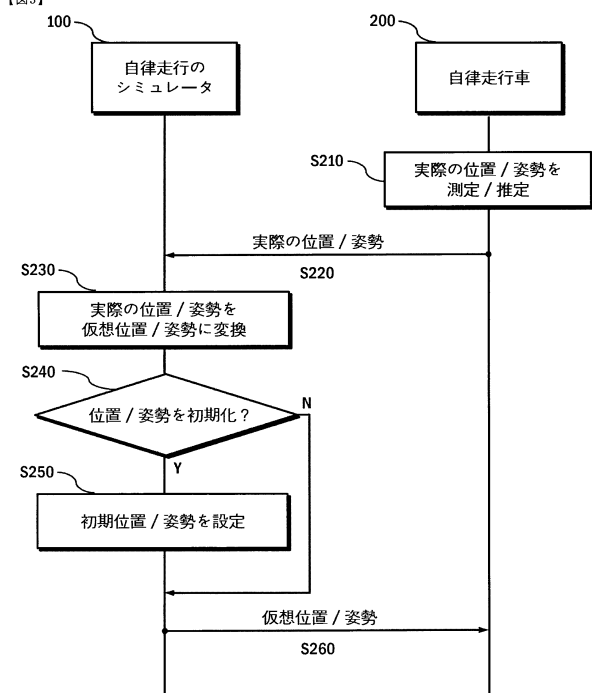 【図3】
100
200
自律走行の
シミュレータ
自律走行車
S210
実際の位置 / 姿勢を
測定 / 推定
実際の位置 / 姿勢
S220
S230
実際の位置 / 姿勢を
仮想位置 / 姿勢に変換
S240
位置 / 姿勢を初期化？
N
Y
S250
初期位置 / 姿勢を設定
仮想位置 / 姿勢
S260